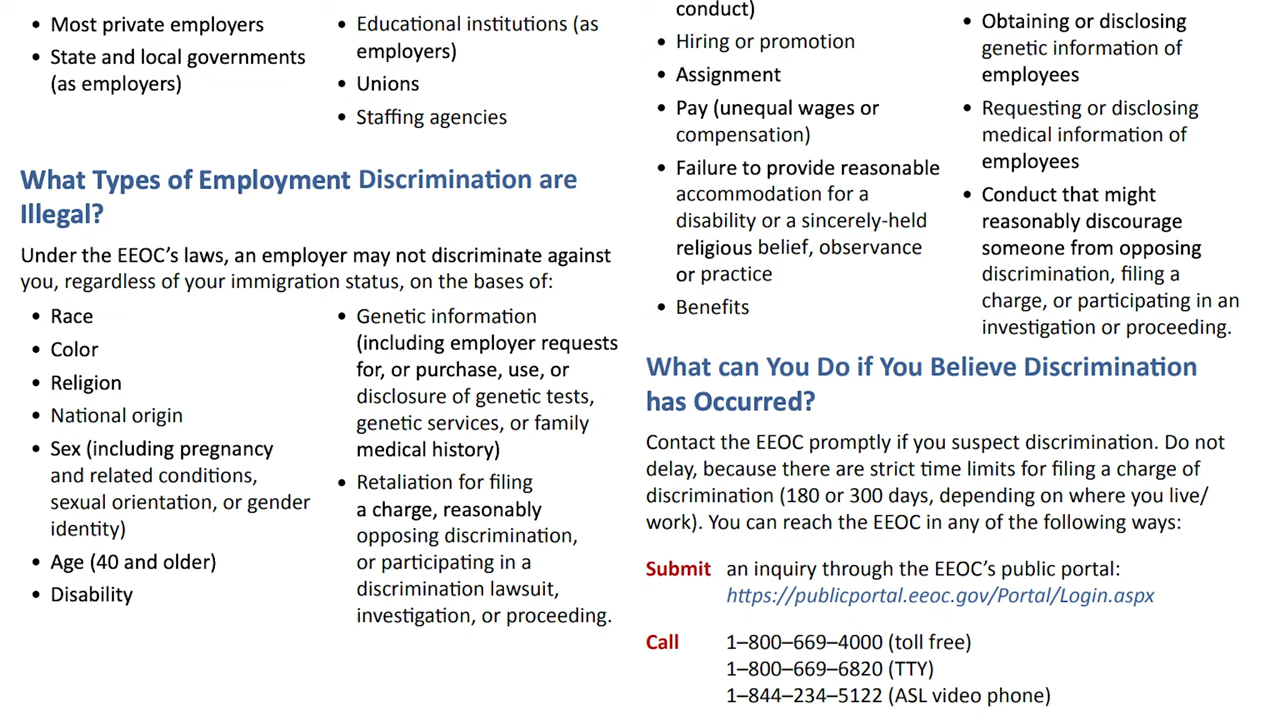 • Most private employers
• State and local governments
(as employers)
• Educational institutions (as
employers)
• Unions
• Staffing agencies
What Types of Employment Discrimination are
Illegal?
Under the EEOC’s laws, an employer may not discriminate against
you, regardless of your immigration status, on the bases of:
• Race
• Color
• Religion
• National origin
• Sex (including pregnancy
and related conditions,
sexual orientation, or gender
identity)
• Age (40 and older)
• Disability
• Genetic information
(including employer requests
for, or purchase, use, or
disclosure of genetic tests,
genetic services, or family
medical history)
• Retaliation for filing
a charge, reasonably
opposing discrimination,
or participating in a
discrimination lawsuit,
investigation, or proceeding.
conduct)
• Hiring or promotion
• Assignment
• Pay (unequal wages or
compensation)
• Failure to provide reasonable
accommodation for a
disability or a sincerely-held
religious belief, observance
or practice
• Benefits
• Obtaining or disclosing
genetic information of
employees
• Requesting or disclosing
medical information of
employees
• Conduct that might
reasonably discourage
someone from opposing
discrimination, filing a
charge, or participating in an
investigation or proceeding.
What can You Do if You Believe Discrimination
has Occurred?
Contact the EEOC promptly if you suspect discrimination. Do not
delay, because there are strict time limits for filing a charge of
discrimination (180 or 300 days, depending on where you live/
work). You can reach the EEOC in any of the following ways:
Submit an inquiry through the EEOC’s public portal:
https://publicportal.eeoc.gov/Portal/Login.aspx
Call 1–800–669–4000 (toll free)
1–800–669–6820 (TTY)
1–844–234–5122 (ASL video phone)